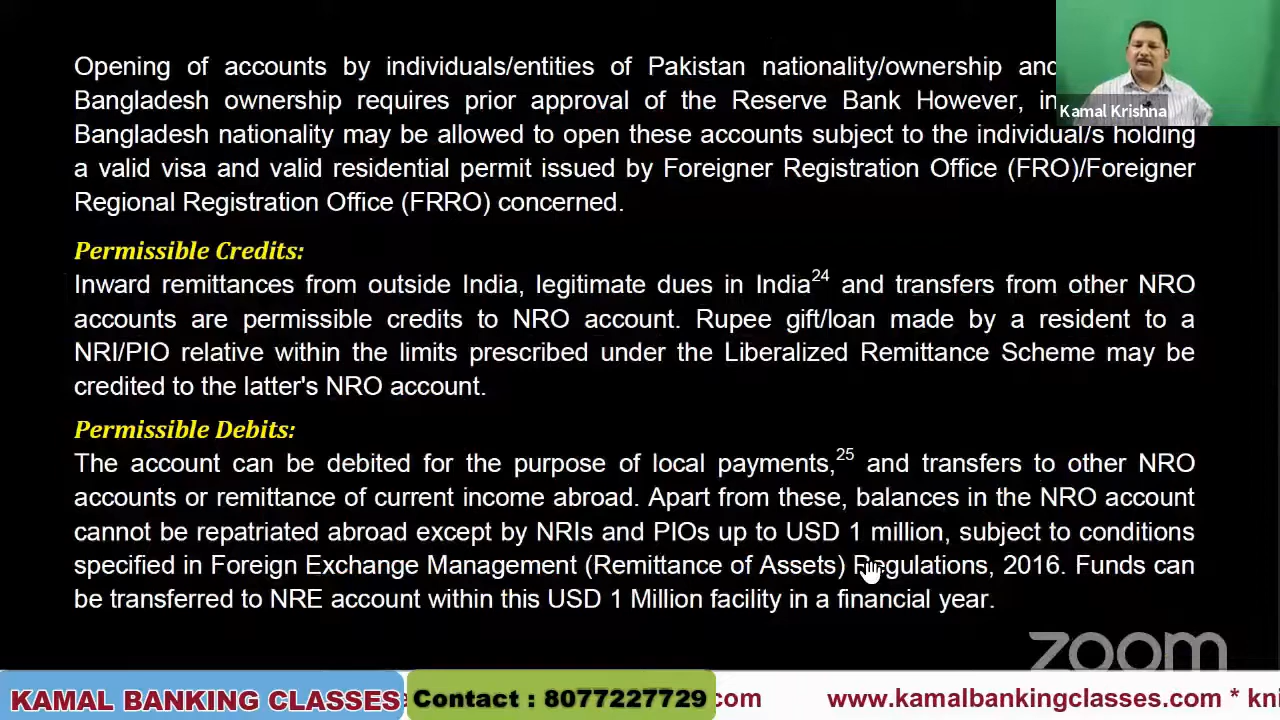 Opening of accounts by individuals/entities of Pakistan nationality/ownership and
Bangladesh ownership requires prior approval of the Reserve Bank However, in
Kamal Krishna
Bangladesh nationality may be allowed to open these accounts subject to the individual/s holding
a valid visa and valid residential permit issued by Foreigner Registration Office (FRO)/Foreigner
Regional Registration Office (FRRO) concerned.
Permissible Credits:
Inward remittances from outside India, legitimate dues in India24 and transfers from other NRO
accounts are permissible credits to NRO account. Rupee gift/loan made by a resident to a
NRI/PIO relative within the limits prescribed under the Liberalized Remittance Scheme may be
credited to the latter's NRO account.
Permissible Debits:
The account can be debited for the purpose of local payments,25 and transfers to other NRO
accounts or remittance of current income abroad. Apart from these, balances in the NRO account
cannot be repatriated abroad except by NRIs and PIOs up to USD 1 million, subject to conditions
specified in Foreign Exchange Management (Remittance of Assets) Regulations, 2016. Funds can
be transferred to NRE account within this USD 1 Million facility in a financial year.
zoom
KAMAL BANKING CLASSES Contact : 8077227729 com www.kamalbankingclasses.com * kn